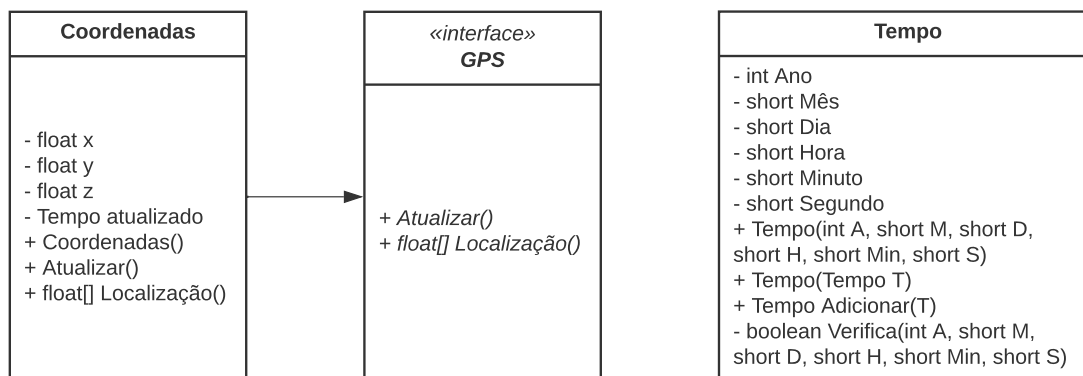 Coordenadas
- float x
- float y
- float z
- Tempo atualizado
+ Coordenadas()
+ Atualizar()
+ float[] Localização()
«interface»
GPS
+ Atualizar()
+ float[] Localização()
Tempo
- int Ano
- short Mês
- short Dia
- short Hora
- short Minuto
- short Segundo
+ Tempo(int A, short M, short D,
short H, short Min, short S)
+ Tempo(Tempo T)
+ Tempo Adicionar(T)
- boolean Verifica(int A, short M,
short D, short H, short Min, short S)